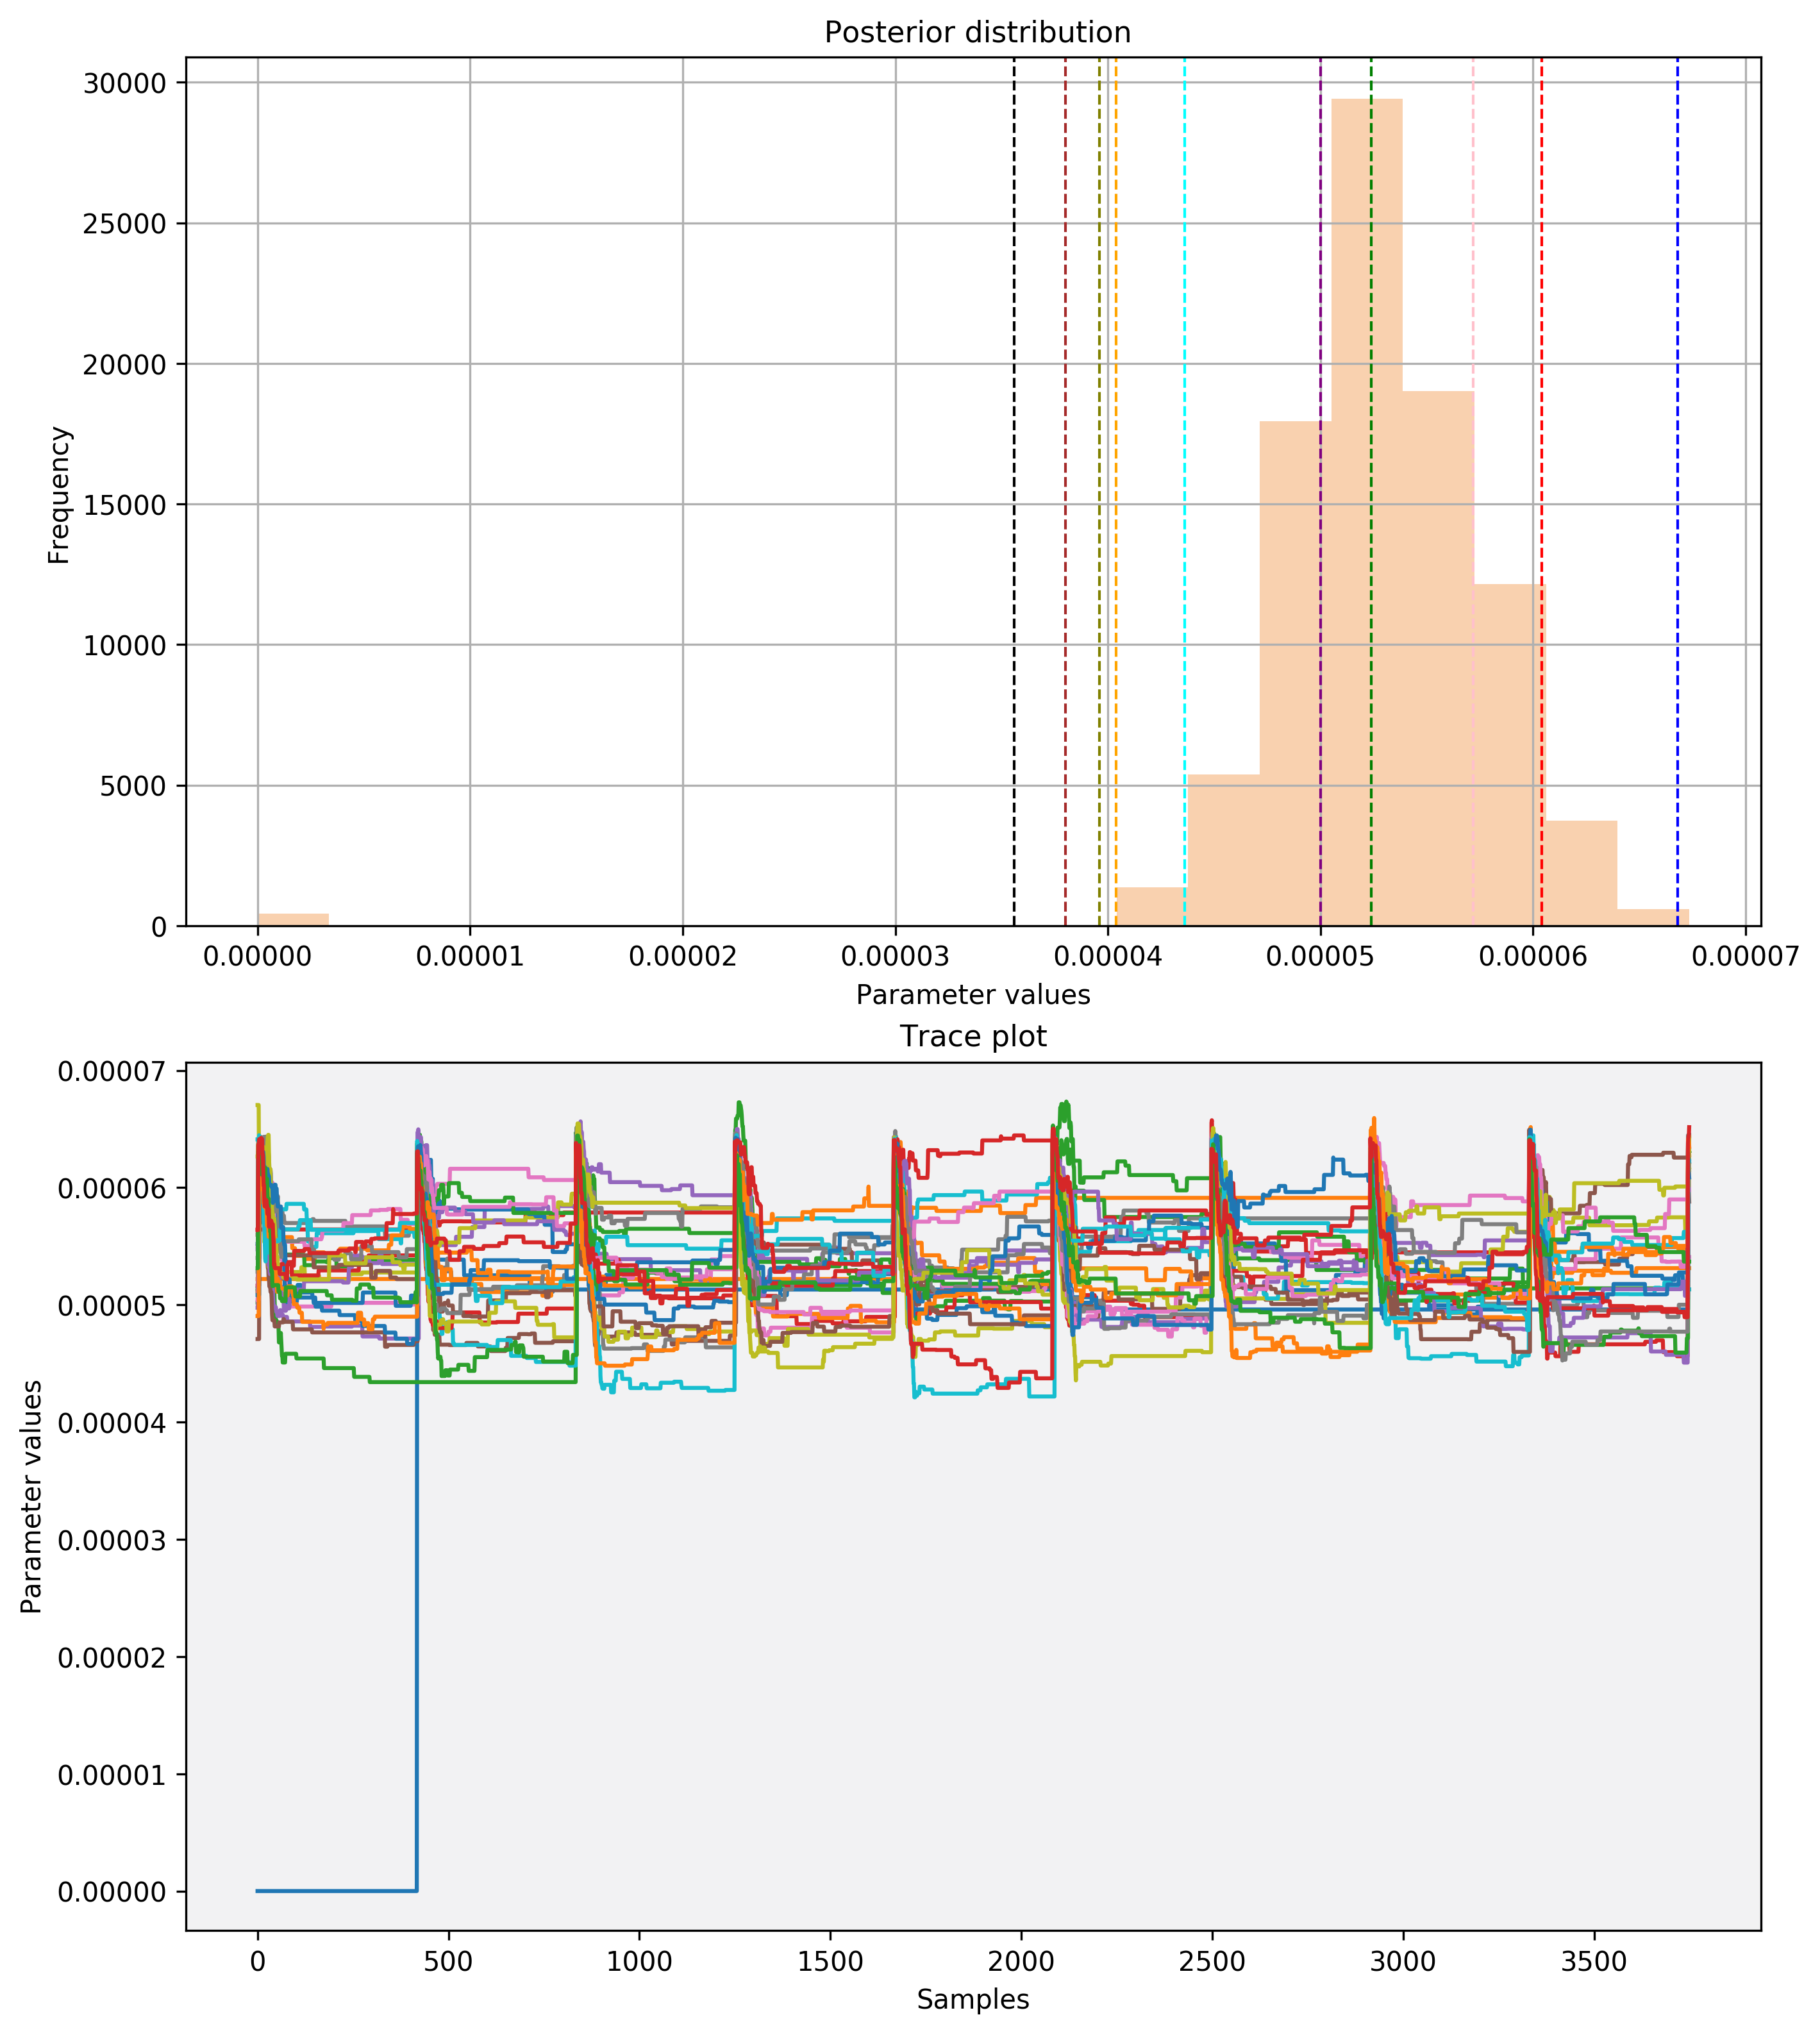 Posterior distribution
30000
25000
20000
15000
10000
5000
0
Frequency
0.00000 0.00001 0.00002 0.00003 0.00004 0.00005 0.00006 0.00007
Parameter values
Trace plot
0.00007
0.00006
0.00005
0.00004
0.00003
0.00002
0.00001
0.00000
Parameter values
0 500 1000 1500 2000 2500 3000 3500
Samples